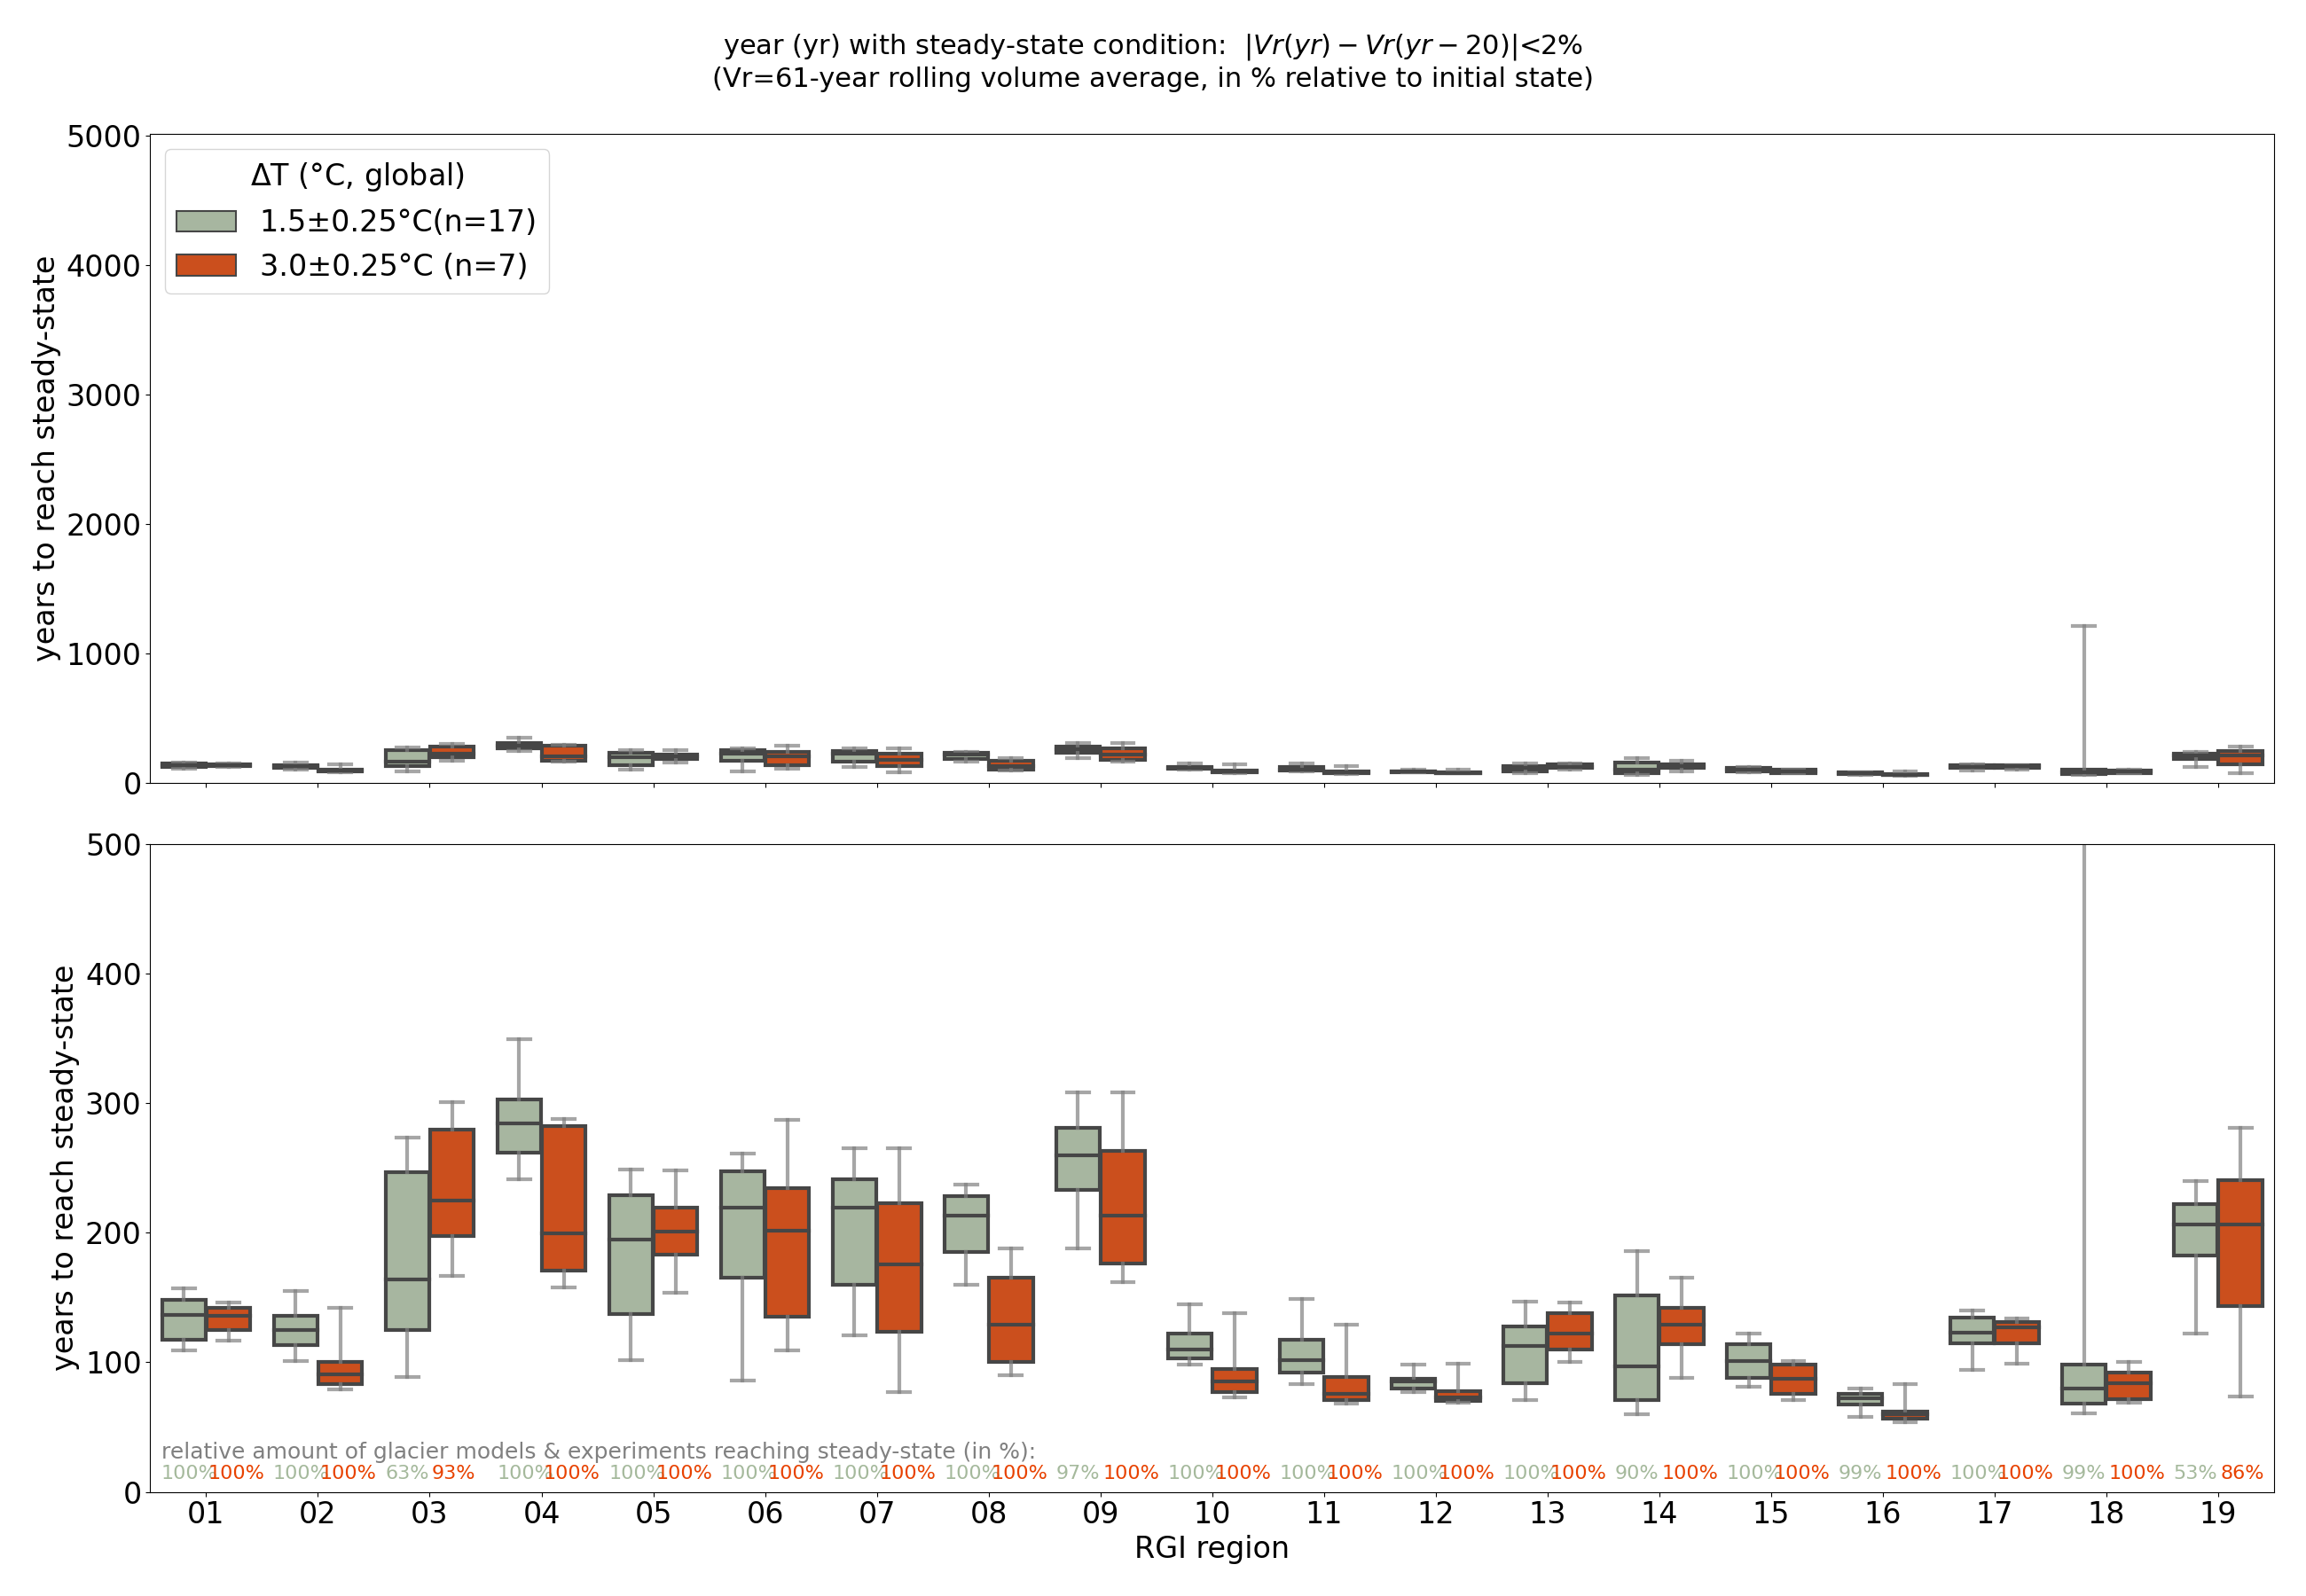 year (yr) with steady-state condition: |Vr(yr) − Vr(yr − 20)|<2%
(Vr=61-year rolling volume average, in % relative to initial state)
years to reach steady-state
5000
4000
3000
2000
1000
0
ΔT (°C, global)
1.5±0.25°C(n=17)
3.0±0.25°C (n=7)
years to reach steady-state
500
400
300
200
100
0
relative amount of glacier models & experiments reaching steady-state (in %):
100% 100% 100% 100% 63% 93% 100% 100% 100% 100% 100% 100% 100% 100% 100% 100% 97% 100% 100% 100% 100% 100% 100% 100% 100% 100% 90% 100% 100% 100% 99% 100% 100% 100% 99% 100% 53% 86%
01 02 03 04 05 06 07 08 09 10 11 12 13 14 15 16 17 18 19
RGI region